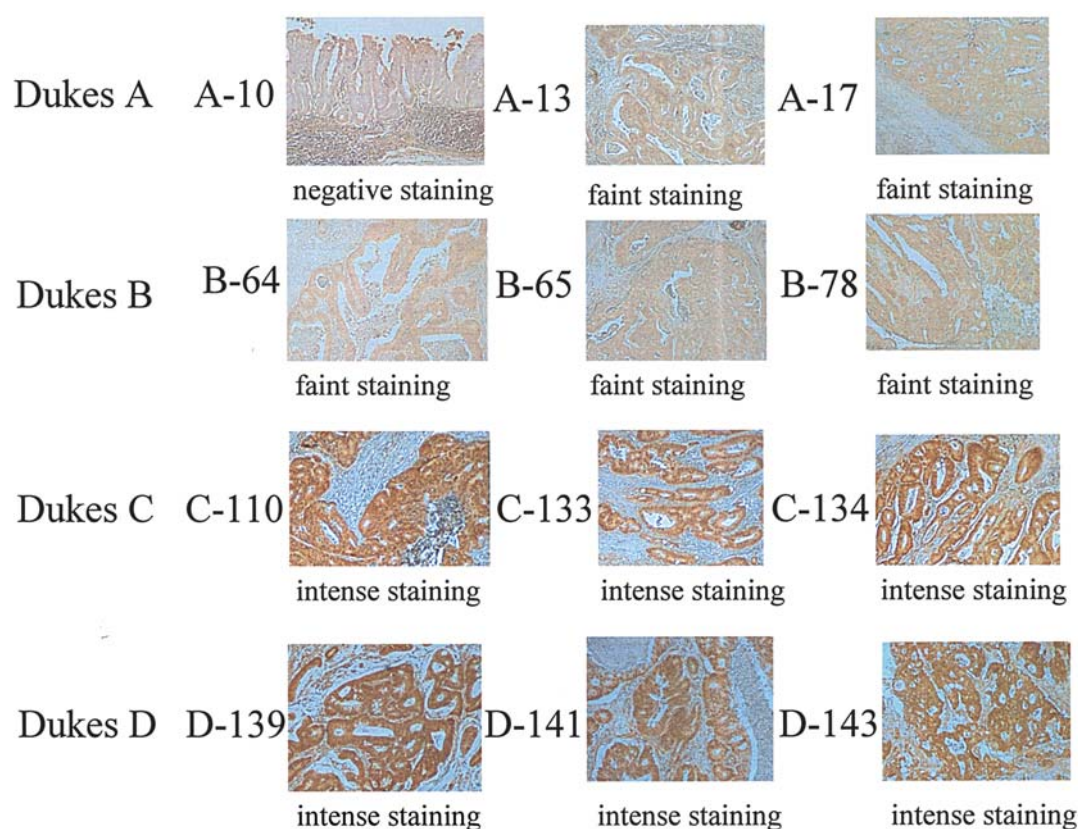 Dukes A A-10 A-13 A-17
negative staining faint staining faint staining
Dukes B B-64 B-65 B-78
faint staining faint staining faint staining
Dukes C C-110 C-133 C-134
intense staining intense staining intense staining
Dukes D D-139 D-141 D-143
intense staining intense staining intense staining